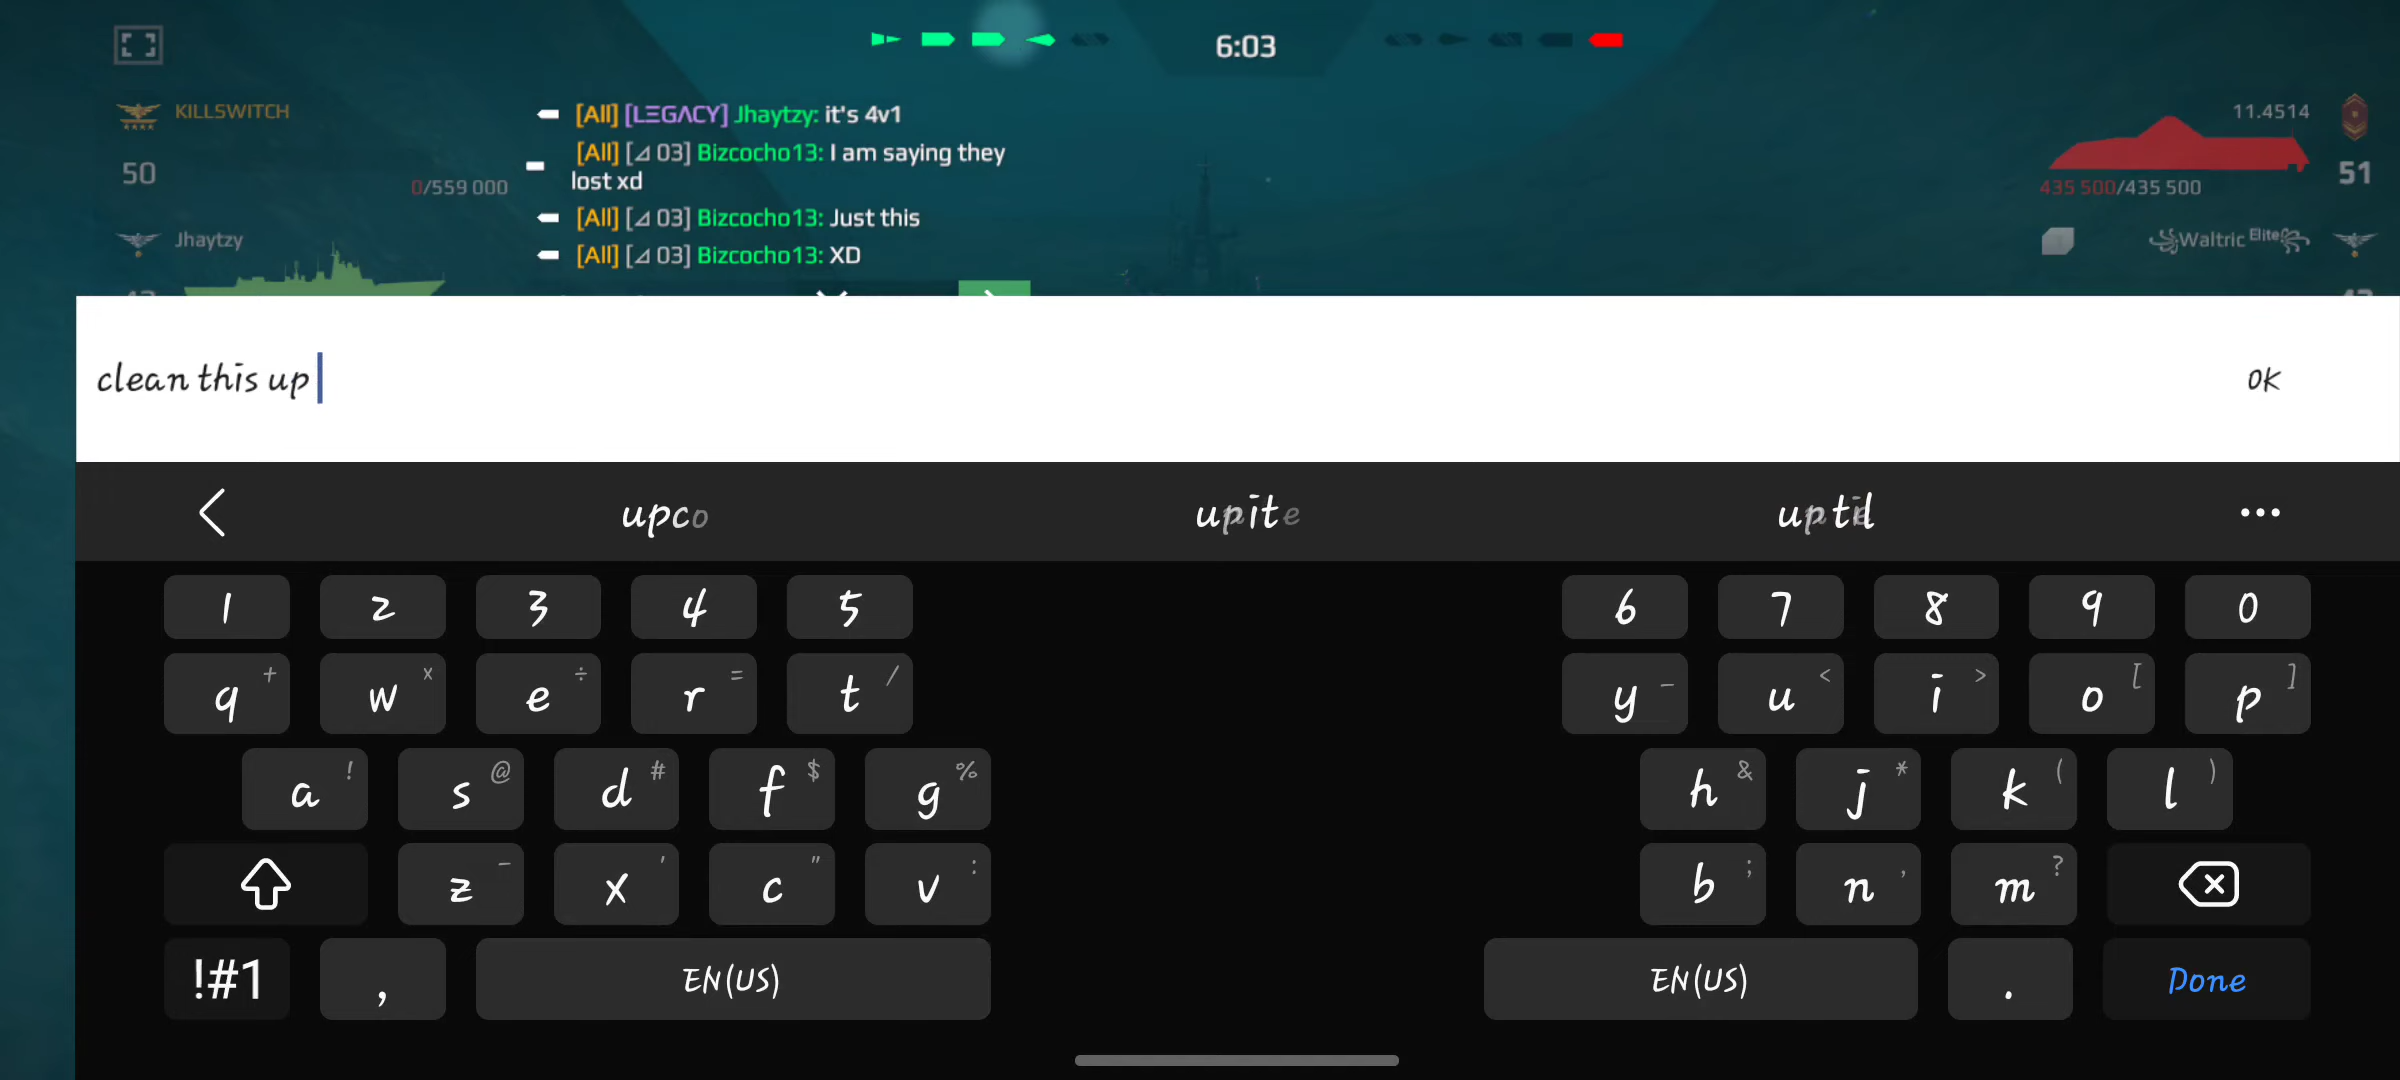 6:03
KILLSWITCH
50
0/559 000
Jhaytzy
[All] [LΞGΛCY] Jhaytzy: it's 4v1
[All] [⊿ 03] Bizcocho13: I am saying they
lost xd
[All] [⊿ 03] Bizcocho13: Just this
[All] [⊿ 03] Bizcocho13: XD
11.4514
51
435 500/435 500
Waltric Elite
clean this up
OK
upco
1 2 3 4 5 6 7 8 9 0
q + w × e ÷ r = t / y - u < i > o [ p ]
a ! s @ d # f $ g % h & j * k ( l )
z - x ' c " v : b ; n , m ?
!#1 , EN(US) EN(US) . Done